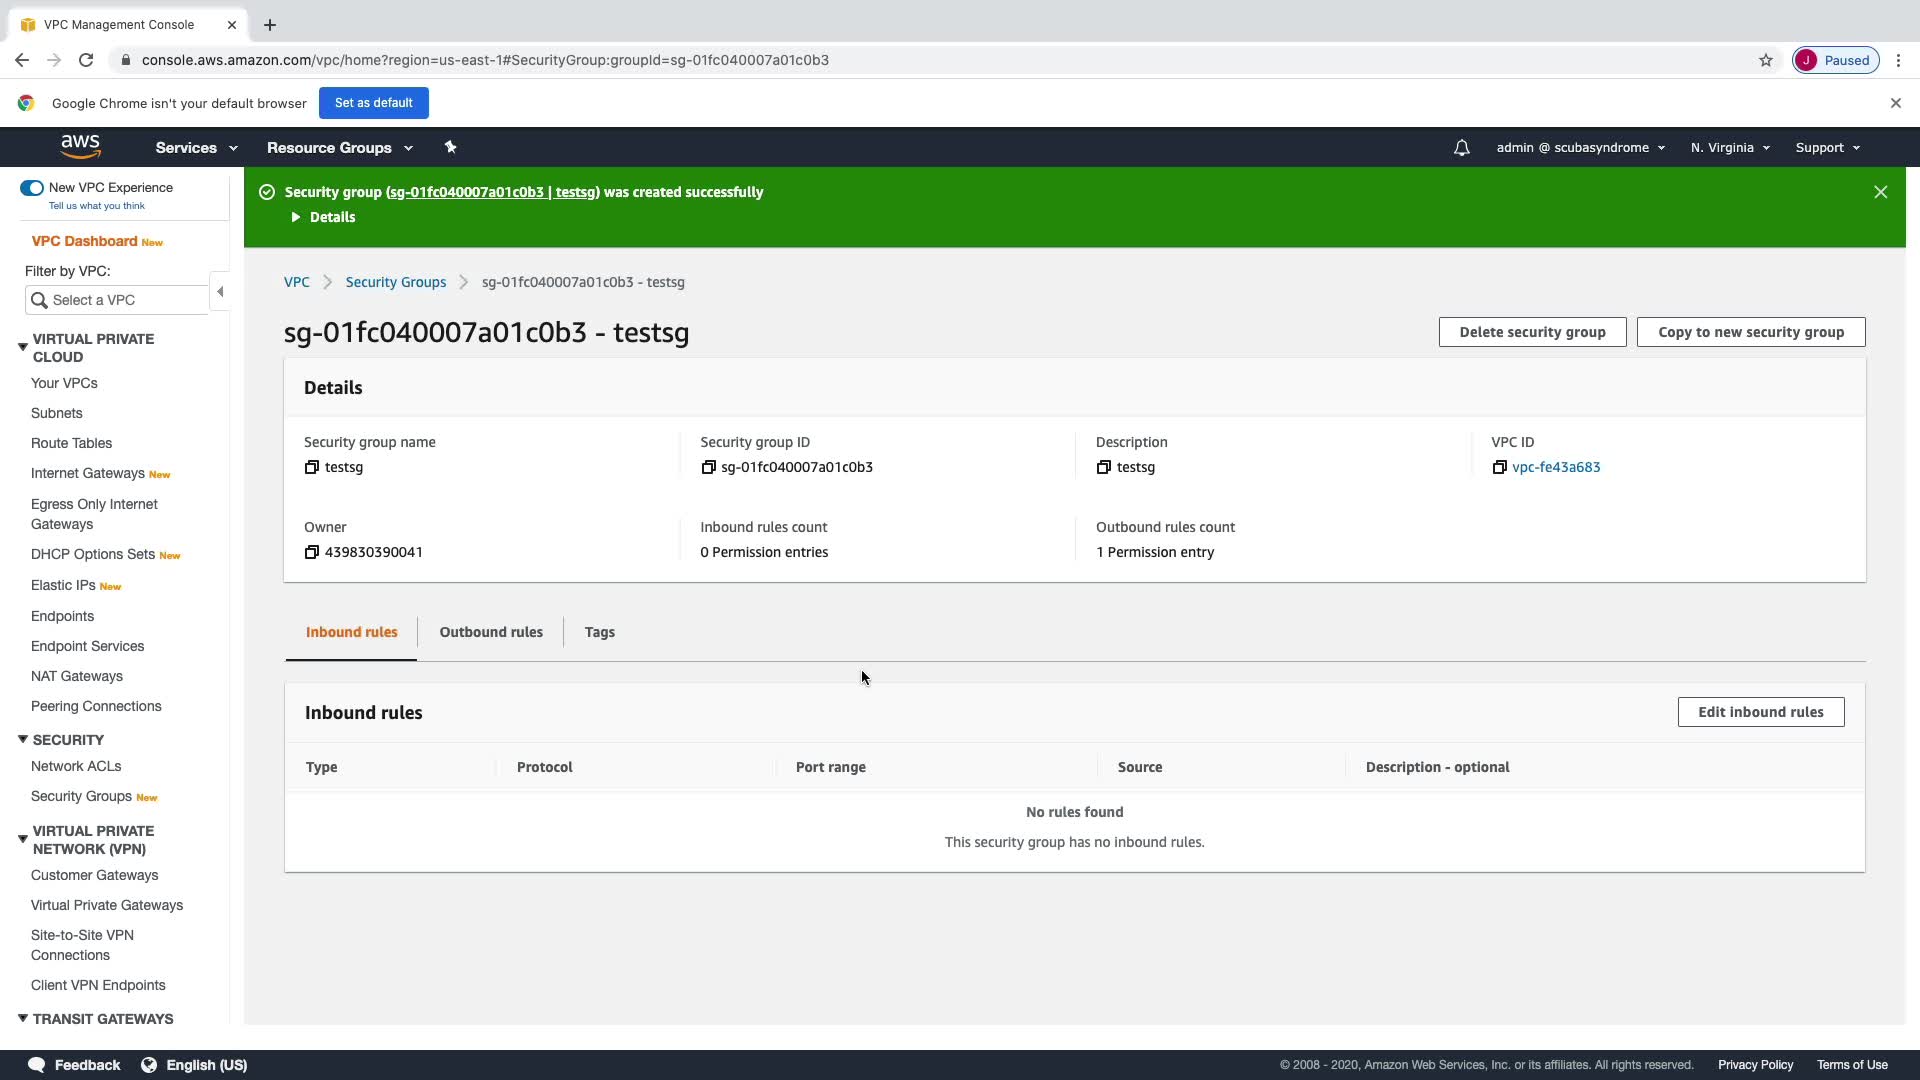 VPC Management Console
console.aws.amazon.com/vpc/home?region=us-east-1#SecurityGroup:groupId=sg-01fc040007a01c0b3
J Paused
Google Chrome isn't your default browser Set as default
aws Services Resource Groups admin @ scubasyndrome N. Virginia Support
New VPC Experience
Tell us what you think
VPC Dashboard New
Filter by VPC:
Select a VPC
VIRTUAL PRIVATE
CLOUD
Your VPCs
Subnets
Route Tables
Internet Gateways New
Egress Only Internet
Gateways
DHCP Options Sets New
Elastic IPs New
Endpoints
Endpoint Services
NAT Gateways
Peering Connections
SECURITY
Network ACLs
Security Groups New
VIRTUAL PRIVATE
NETWORK (VPN)
Customer Gateways
Virtual Private Gateways
Site-to-Site VPN
Connections
Client VPN Endpoints
TRANSIT GATEWAYS
Security group (sg-01fc040007a01c0b3 | testsg) was created successfully
Details
VPC Security Groups sg-01fc040007a01c0b3 - testsg
sg-01fc040007a01c0b3 - testsg Delete security group Copy to new security group
Details
Security group name Security group ID Description VPC ID
testsg sg-01fc040007a01c0b3 testsg vpc-fe43a683
Owner Inbound rules count Outbound rules count
439830390041 0 Permission entries 1 Permission entry
Inbound rules Outbound rules Tags
Inbound rules Edit inbound rules
Type Protocol Port range Source Description - optional
No rules found
This security group has no inbound rules.
Feedback English (US) © 2008 - 2020, Amazon Web Services, Inc. or its affiliates. All rights reserved. Privacy Policy Terms of Use